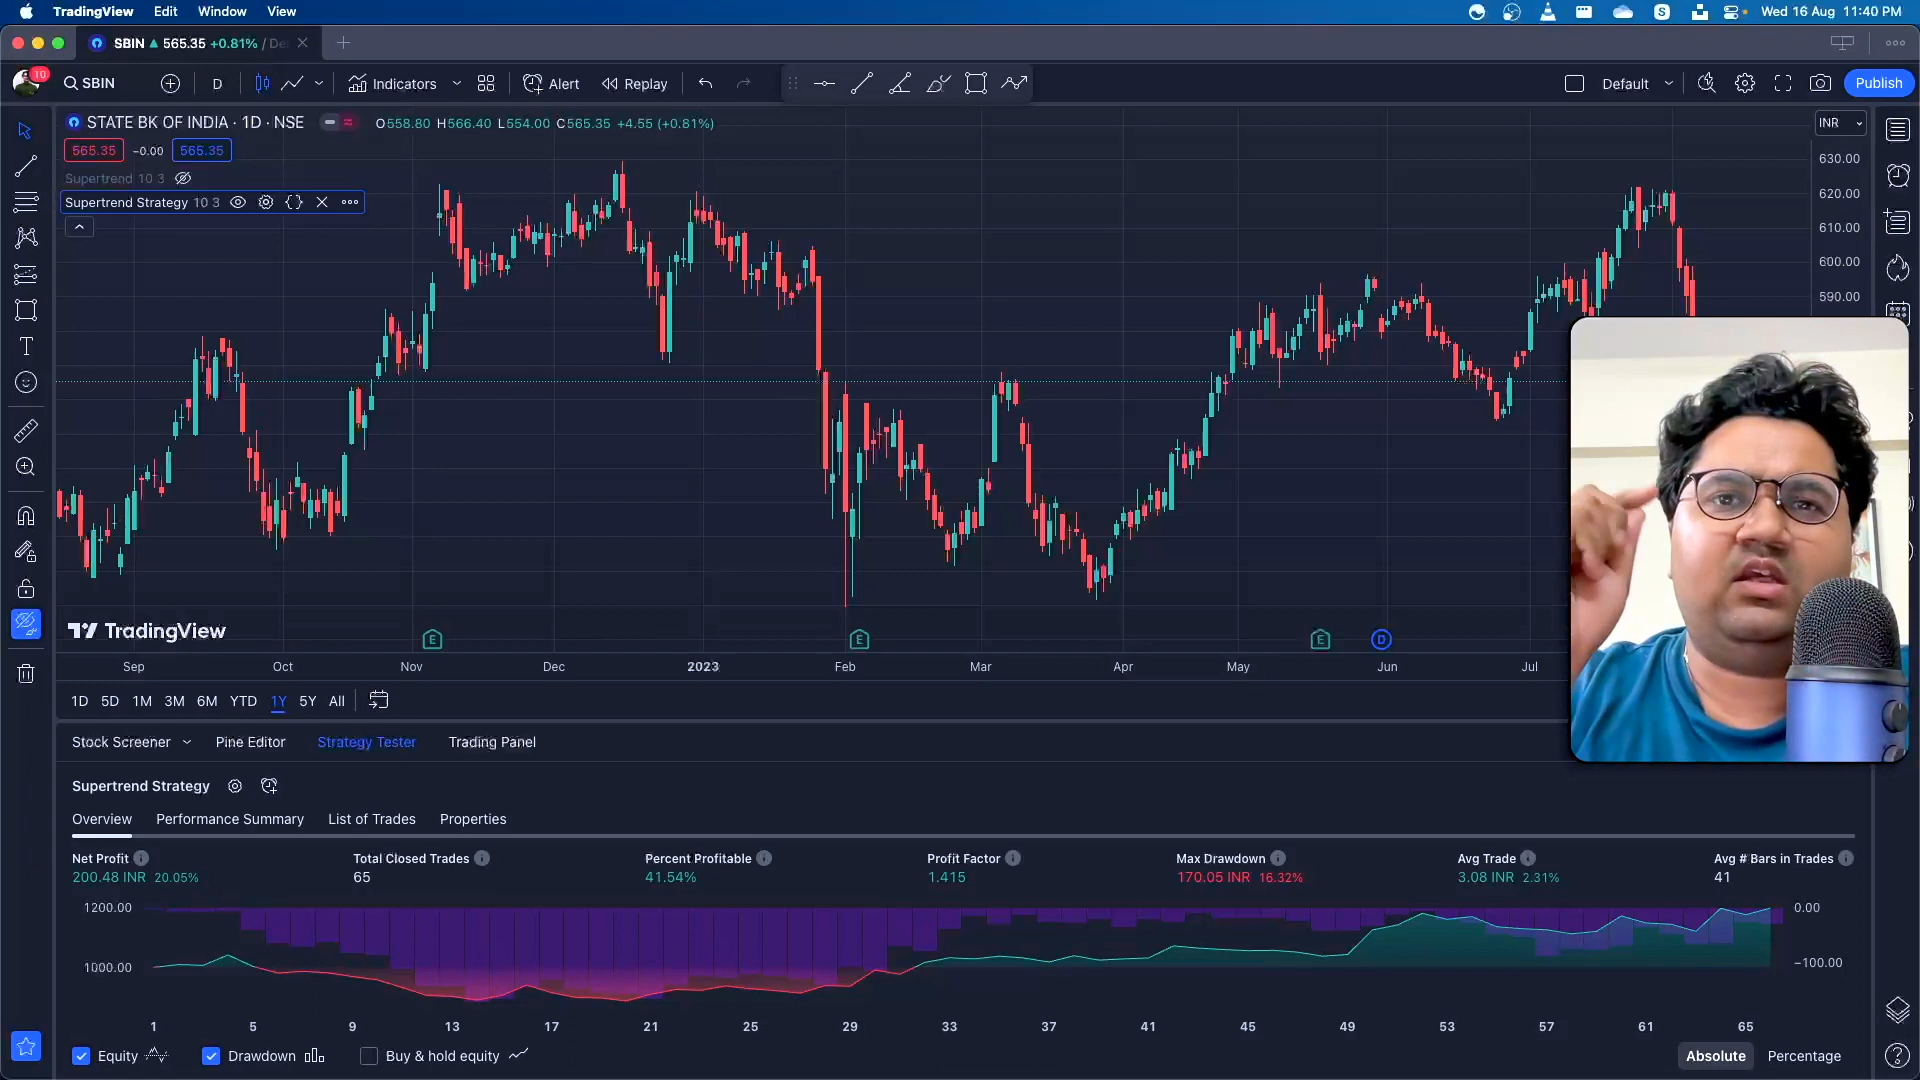 TradingView Edit Window View S Wed 16 Aug 11:40 PM
SBIN ▲ 565.35 +0.81% / De
10 SBIN D Indicators Alert Replay Default Publish
STATE BK OF INDIA · 1D · NSE O558.80 H566.40 L554.00 C565.35 +4.55 (+0.81%) INR
565.35 −0.00 565.35
Supertrend 10 3
Supertrend Strategy 10 3
630.00
620.00
610.00
600.00
590.00
TradingView
E E E D
Sep Oct Nov Dec 2023 Feb Mar Apr May Jun Jul
1D 5D 1M 3M 6M YTD 1Y 5Y All
Stock Screener Pine Editor Strategy Tester Trading Panel
Supertrend Strategy
Overview Performance Summary List of Trades Properties
Net Profit Total Closed Trades Percent Profitable Profit Factor Max Drawdown Avg Trade Avg # Bars in Trades
200.48 INR 20.05% 65 41.54% 1.415 170.05 INR 16.32% 3.08 INR 2.31% 41
1200.00 0.00
1000.00 −100.00
1 5 9 13 17 21 25 29 33 37 41 45 49 53 57 61 65
Equity Drawdown Buy & hold equity Absolute Percentage